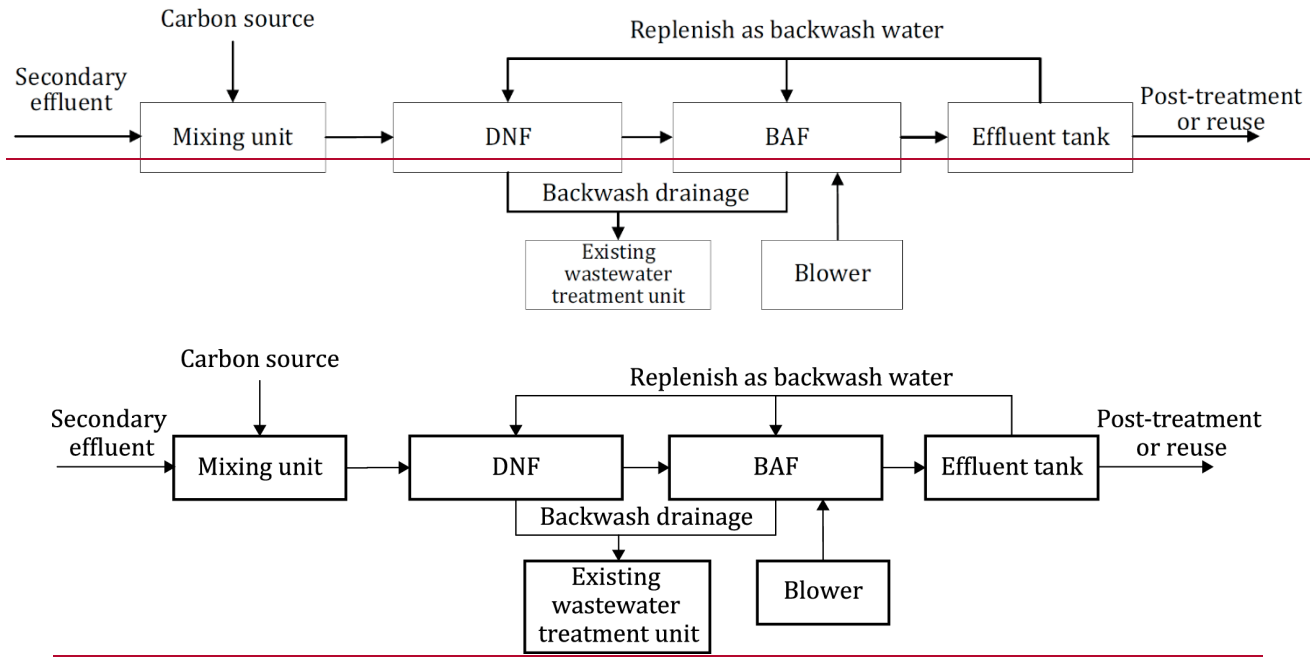 Carbon source
Replenish as backwash water
Secondary
effluent
Post-treatment
or reuse
Mixing unit
DNF
BAF
Effluent tank
Backwash drainage
Existing
wastewater
treatment unit
Blower
Carbon source
Replenish as backwash water
Secondary
effluent
Post-treatment
or reuse
Mixing unit
DNF
BAF
Effluent tank
Backwash drainage
Existing
wastewater
treatment unit
Blower